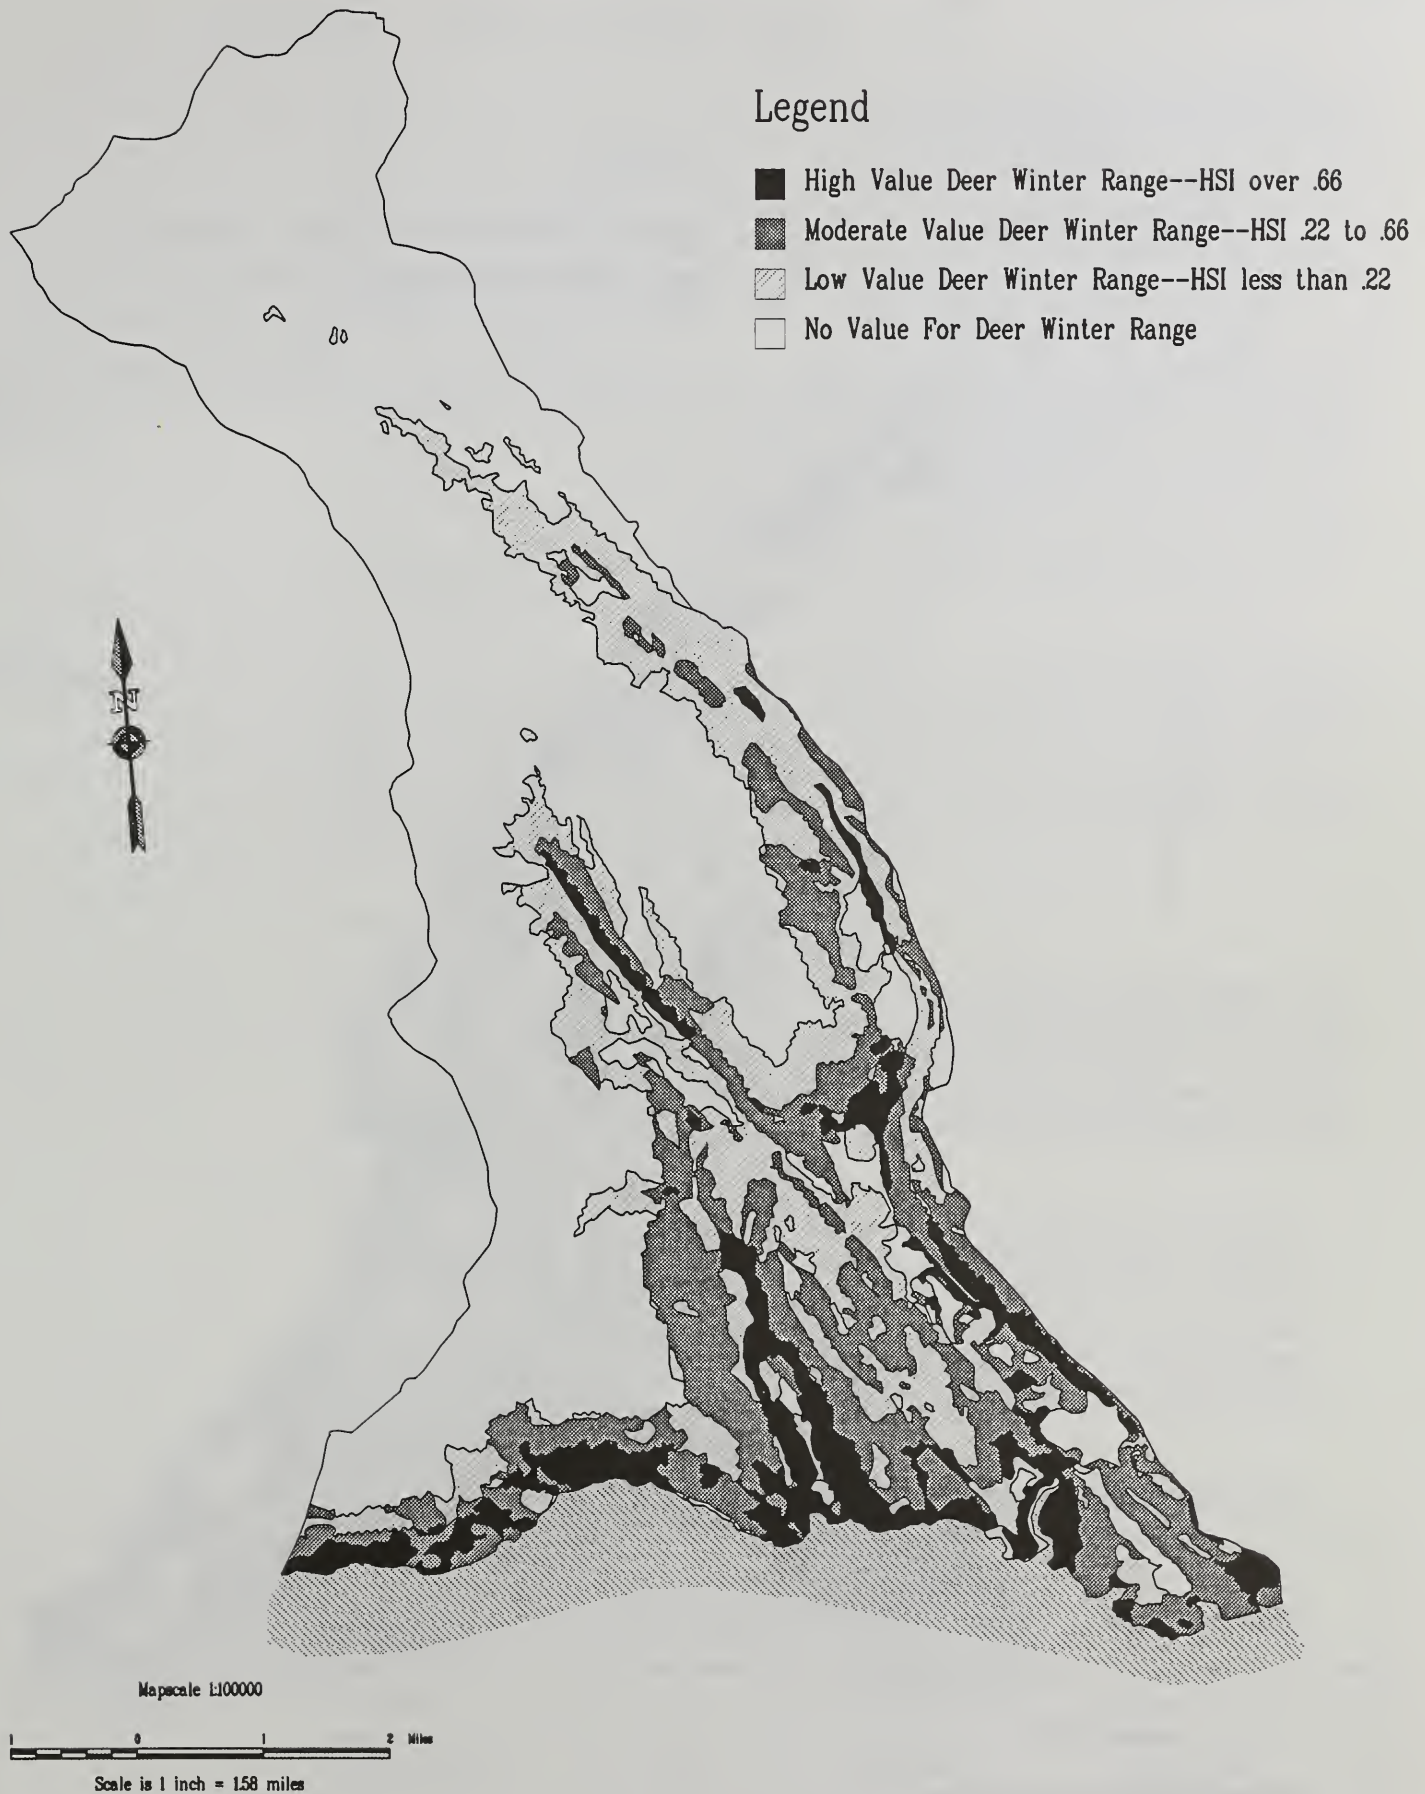 Legend
High Value Deer Winter Range--HSI over .66
Moderate Value Deer Winter Range--HSI .22 to .66
Low Value Deer Winter Range--HSI less than .22
No Value For Deer Winter Range
N
Mapscale 1:100000
1 0 1 2 Miles
Scale is 1 inch = 1.58 miles